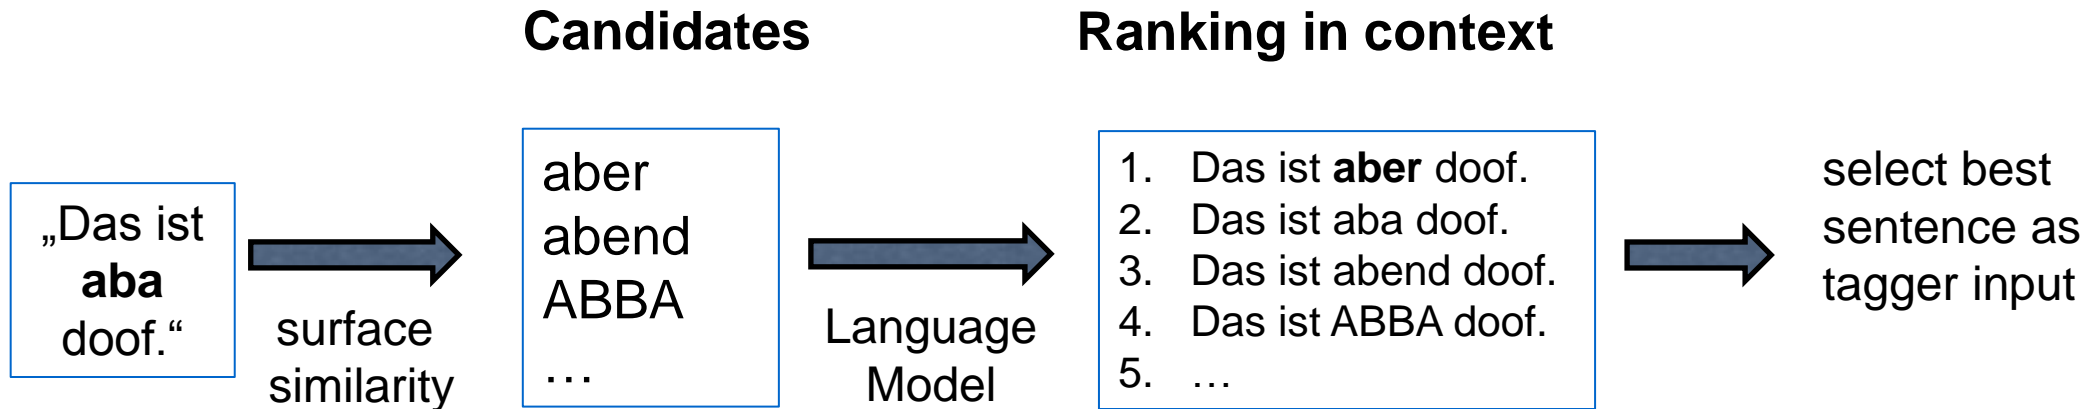 Candidates
Ranking in context
„Das ist
aba
doof.“
surface
similarity
aber
abend
ABBA
…
Language
Model
1. Das ist aber doof.
2. Das ist aba doof.
3. Das ist abend doof.
4. Das ist ABBA doof.
5. …
select best
sentence as
tagger input